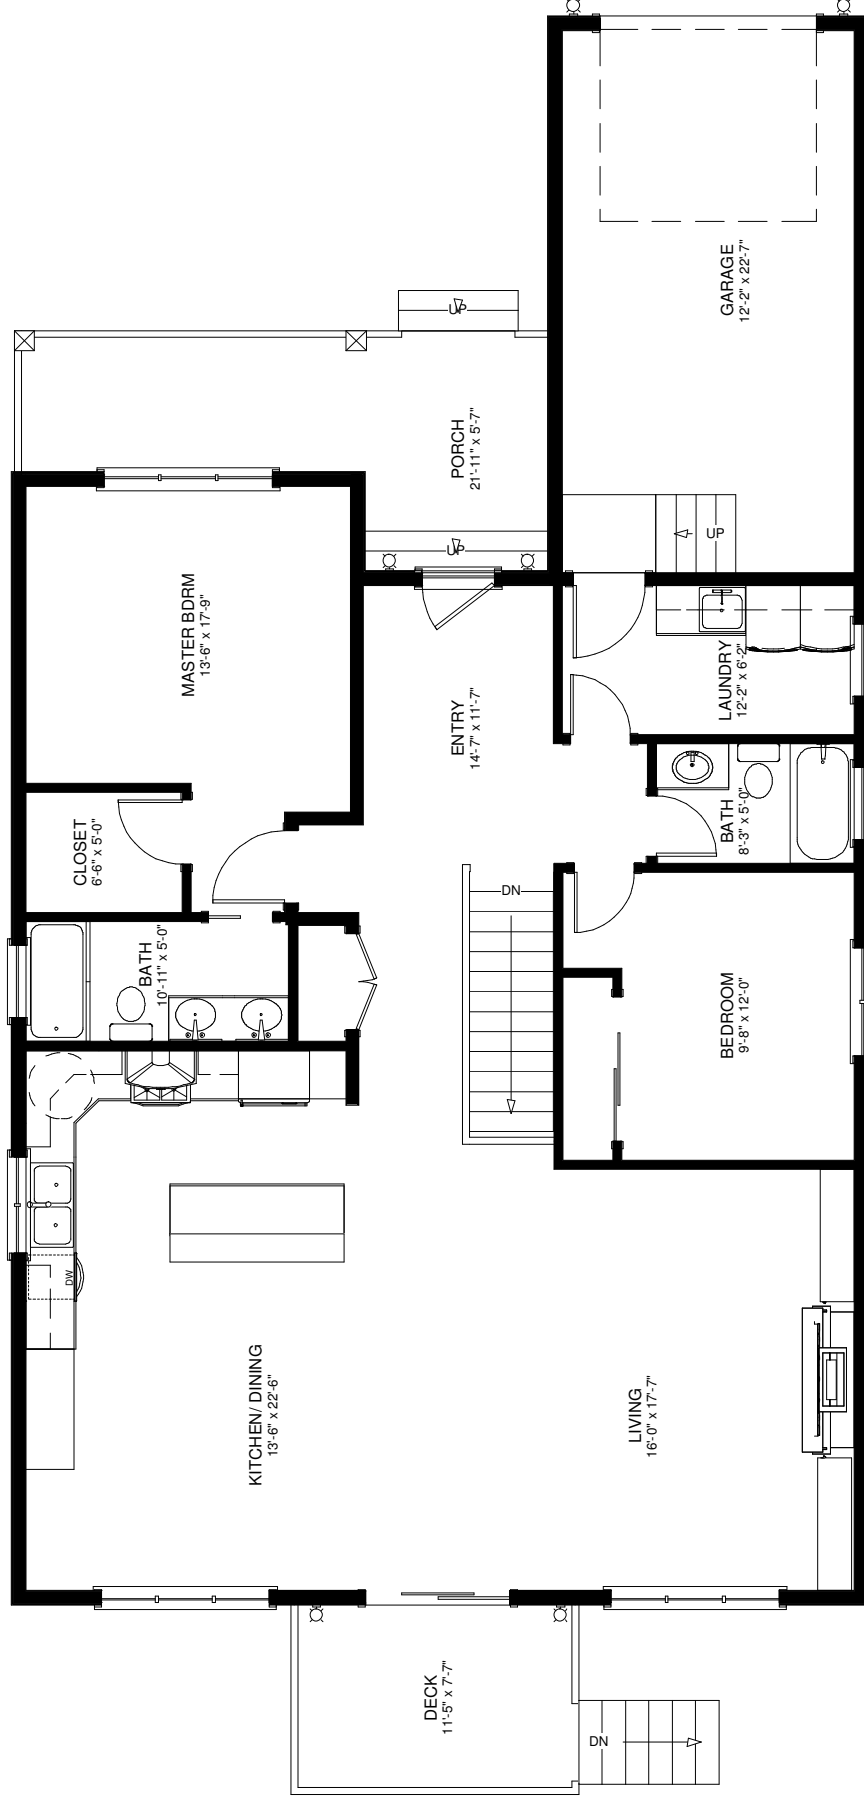 GARAGE
12'-2" x 22'-7"
UP
PORCH
21'-11" x 5'-7"
UP
UP
MASTER BDRM
13'-6" x 17'-9"
ENTRY
14'-7" x 11'-7"
LAUNDRY
12'-2" x 6'-2"
CLOSET
6'-6" x 5'-0"
BATH
8'-3" x 5'-0"
DN
BATH
10'-11" x 5'-0"
BEDROOM
9'-8" x 12'-0"
DW
KITCHEN/ DINING
13'-6" x 22'-6"
LIVING
16'-0" x 17'-7"
DECK
11'-5" x 7'-7"
DN